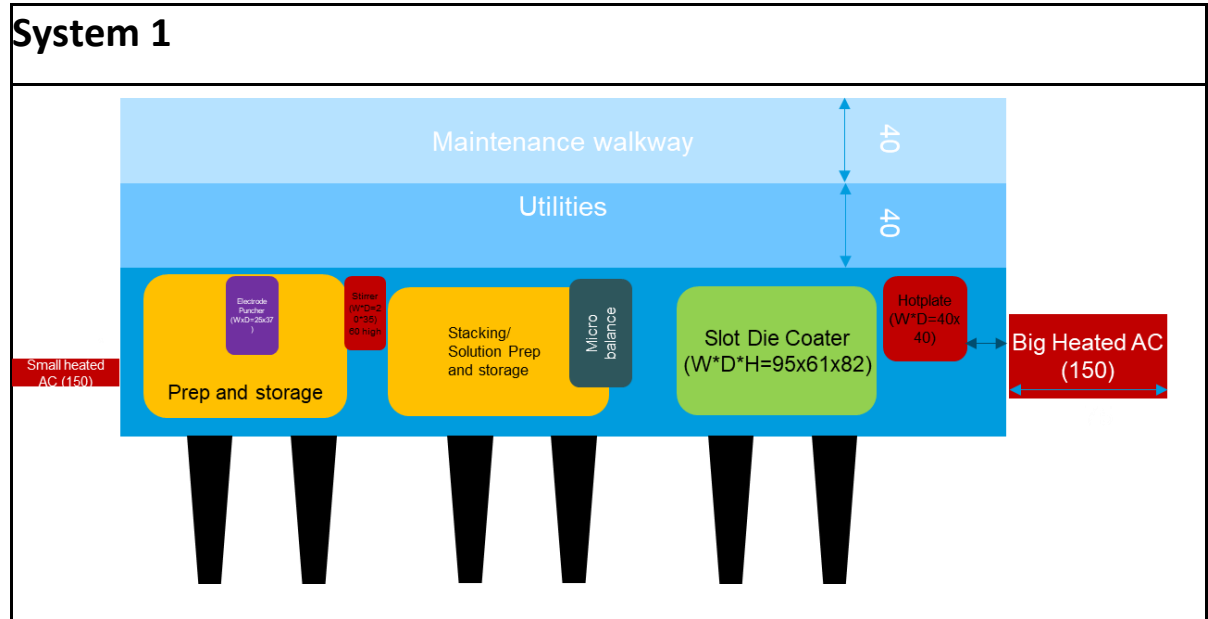 System 1
Maintenance walkway
40
Utilities
40
Electrode
Puncher
(WxD=25x37
)
Stirrer
(W*D=2
0*35)
60 high
Stacking/
Solution Prep
and storage
Micro
balance
Slot Die Coater
(W*D*H=95x61x82)
Hotplate
(W*D=40x
40)
Prep and storage
Small heated
AC (150)
Big Heated AC
(150)